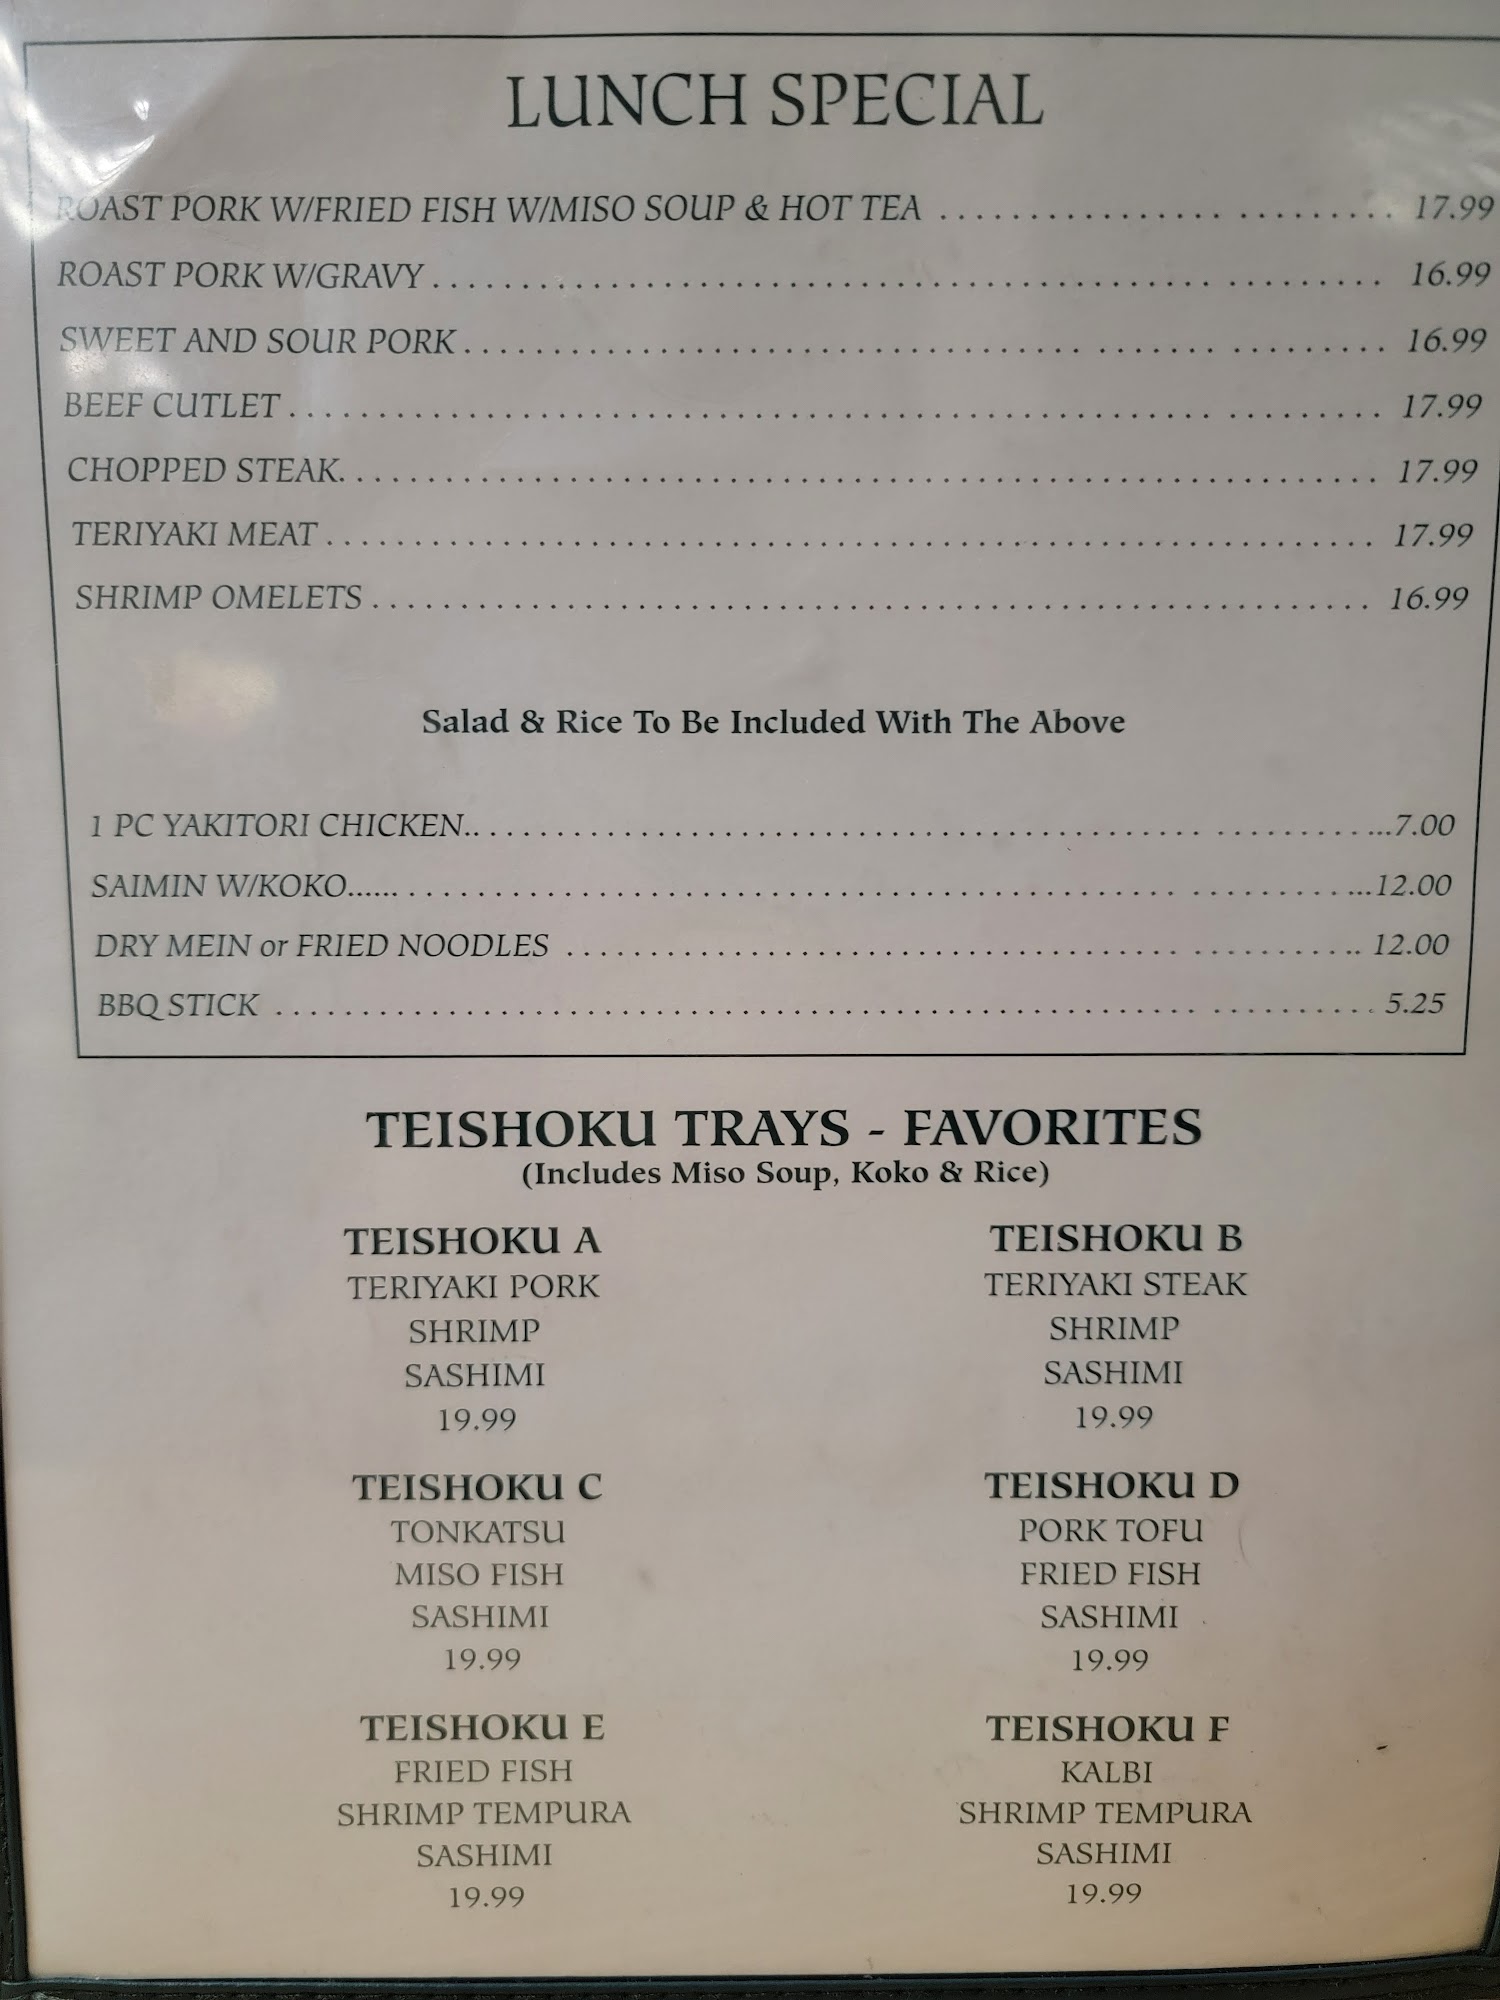 LUNCH SPECIAL
ROAST PORK W/FRIED FISH W/MISO SOUP & HOT TEA . . . . . . . . . . . . . . . . . . . . . . . . 17.99
ROAST PORK W/GRAVY . . . . . . . . . . . . . . . . . . . . . . . . 16.99
SWEET AND SOUR PORK . . . . . . . . . . . . . . . . . . . . . . . . 16.99
BEEF CUTLET . . . . . . . . . . . . . . . . . . . . . . . . 17.99
CHOPPED STEAK. . . . . . . . . . . . . . . . . . . . . . . . 17.99
TERIYAKI MEAT . . . . . . . . . . . . . . . . . . . . . . . . 17.99
SHRIMP OMELETS . . . . . . . . . . . . . . . . . . . . . . . . 16.99
Salad & Rice To Be Included With The Above
1 PC YAKITORI CHICKEN.. . . . . . . . . . . . . . . . . . . . . . . . ...7.00
SAIMIN W/KOKO...... . . . . . . . . . . . . . . . . . . . . . . . . ...12.00
DRY MEIN or FRIED NOODLES . . . . . . . . . . . . . . . . . . . . . . . . .. 12.00
BBQ STICK . . . . . . . . . . . . . . . . . . . . . . . . 5.25
TEISHOKU TRAYS - FAVORITES
(Includes Miso Soup, Koko & Rice)
TEISHOKU A
TERIYAKI PORK
SHRIMP
SASHIMI
19.99
TEISHOKU B
TERIYAKI STEAK
SHRIMP
SASHIMI
19.99
TEISHOKU C
TONKATSU
MISO FISH
SASHIMI
19.99
TEISHOKU D
PORK TOFU
FRIED FISH
SASHIMI
19.99
TEISHOKU E
FRIED FISH
SHRIMP TEMPURA
SASHIMI
19.99
TEISHOKU F
KALBI
SHRIMP TEMPURA
SASHIMI
19.99